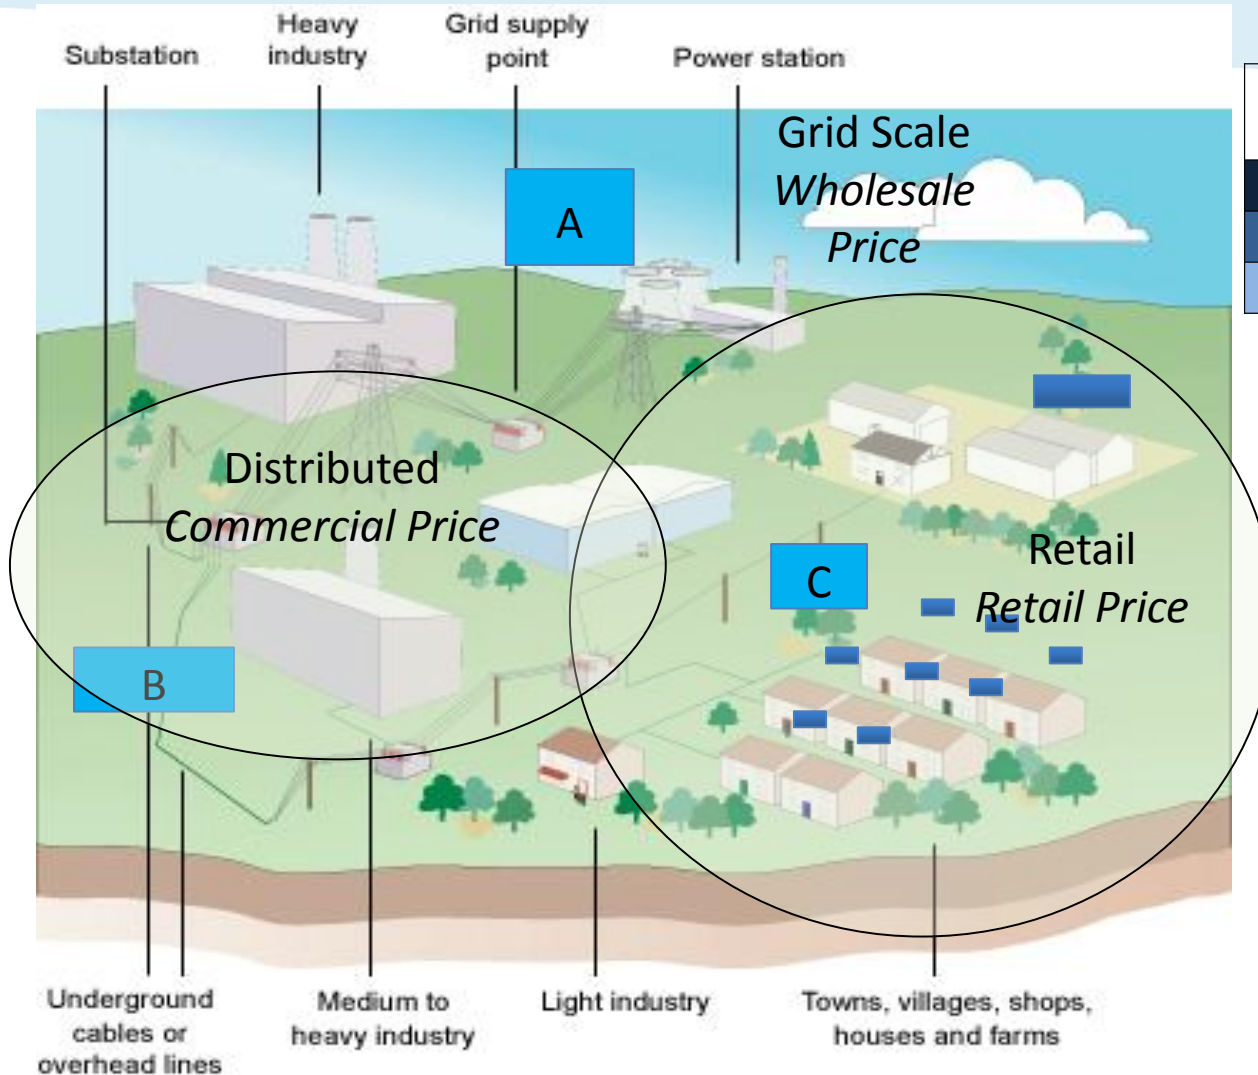 Substation
Heavy
industry
Grid supply
point
Power station
Grid Scale
Wholesale
Price
A
Distributed
Commercial Price
Retail
Retail Price
C
B
Underground
cables or
overhead lines
Medium to
heavy industry
Light industry
Towns, villages, shops,
houses and farms